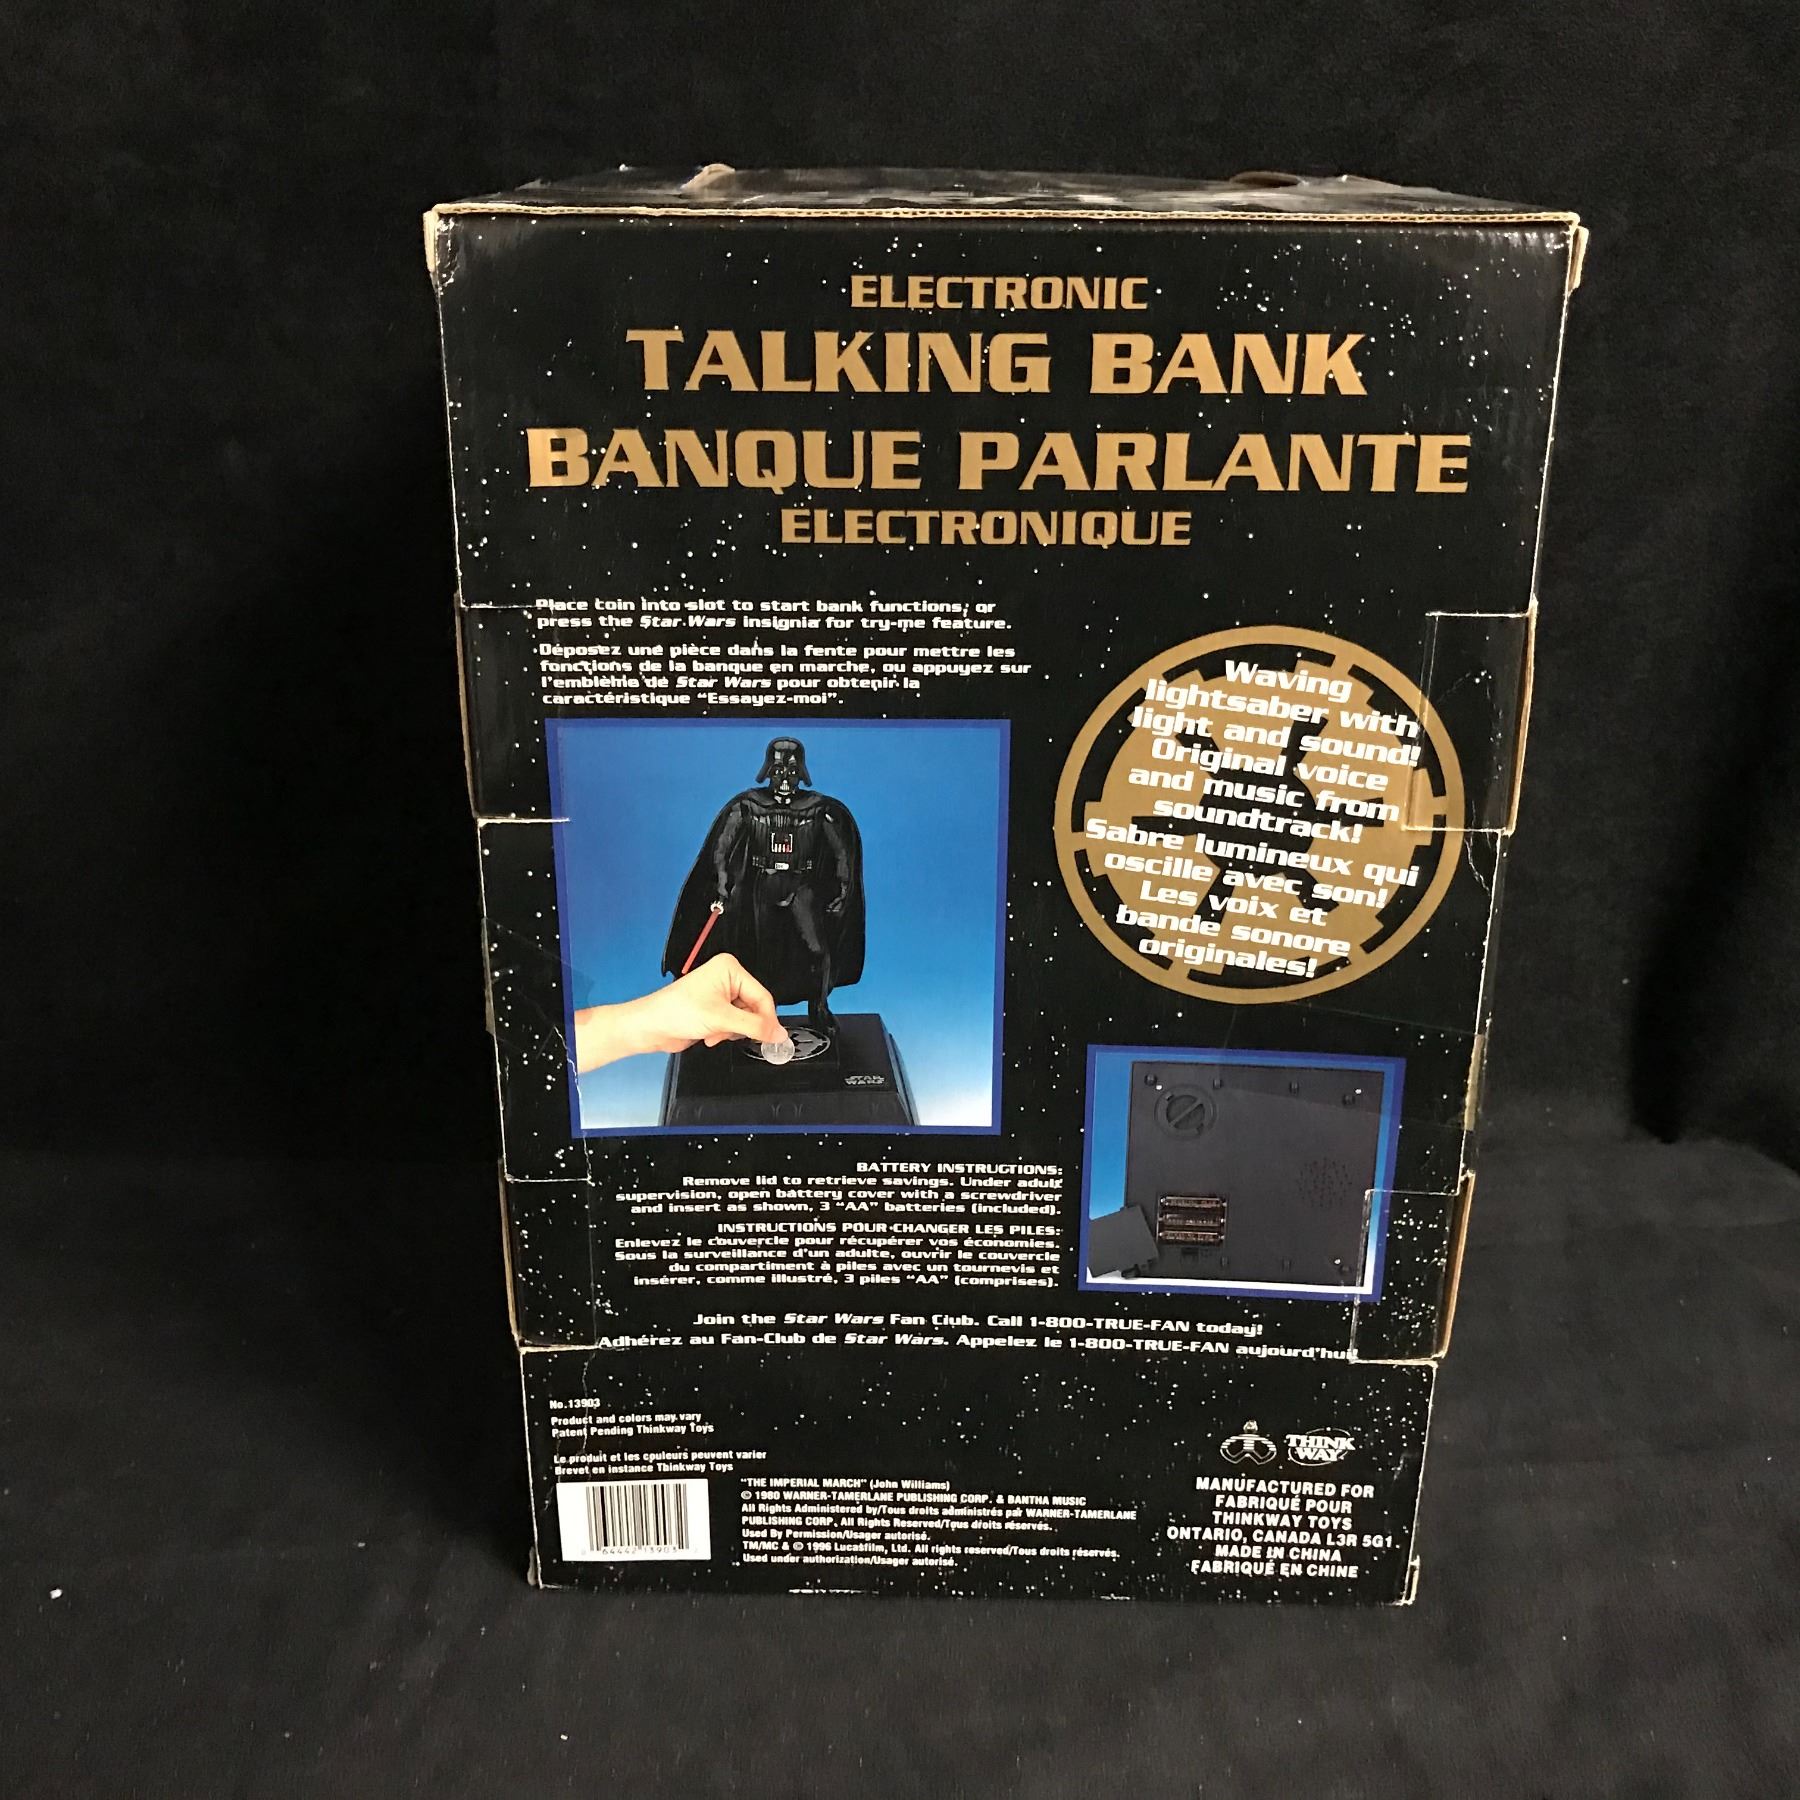 ELECTRONIC
TALKING BANK
BANQUE PARLANTE
ELECTRONIQUE
Place coin into slot to start bank functions, or
press the Star Wars insignia for try-me feature.
Déposez une pièce dans la fente pour mettre les
fonctions de la banque en marche, ou appuyez sur
l'emblème de Star Wars pour obtenir la
caractéristique "Essayez-moi".
Waving
lightsaber with
light and sound!
Original voice
and music from
soundtrack!
Sabre lumineux qui
oscille avec son!
Les voix et
bande sonore
originales!
STAR
WARS
BATTERY INSTRUCTIONS:
Remove lid to retrieve savings. Under adult
supervision, open battery cover with a screwdriver
and insert as shown, 3 "AA" batteries (included).
INSTRUCTIONS POUR CHANGER LES PILES:
Enlevez le couvercle pour récupérer vos économies.
Sous la surveillance d'un adulte, ouvrir le couvercle
du compartiment à piles avec un tournevis et
insérer, comme illustré, 3 piles "AA" (comprises).
Join the Star Wars Fan Club. Call 1-800-TRUE-FAN today!
Adhérez au Fan-Club de Star Wars. Appelez le 1-800-TRUE-FAN aujourd'hui!
No.13903
Product and colors may vary
Patent Pending Thinkway Toys
Le produit et les couleurs peuvent varier
Brevet en instance Thinkway Toys
"THE IMPERIAL MARCH" (John Williams)
© 1980 WARNER-TAMERLANE PUBLISHING CORP. & BANTHA MUSIC
All Rights Administered by/Tous droits administrés par WARNER-TAMERLANE
PUBLISHING CORP. All Rights Reserved/Tous droits réservés.
Used By Permission/Usager autorisé.
TM/MC & © 1996 Lucasfilm, Ltd. All rights reserved/Tous droits réservés.
Used under authorization/Usager autorisé.
64442 13903
THINK
WAY
MANUFACTURED FOR
FABRIQUÉ POUR
THINKWAY TOYS
ONTARIO, CANADA L3R 5G1
MADE IN CHINA
FABRIQUÉ EN CHINE